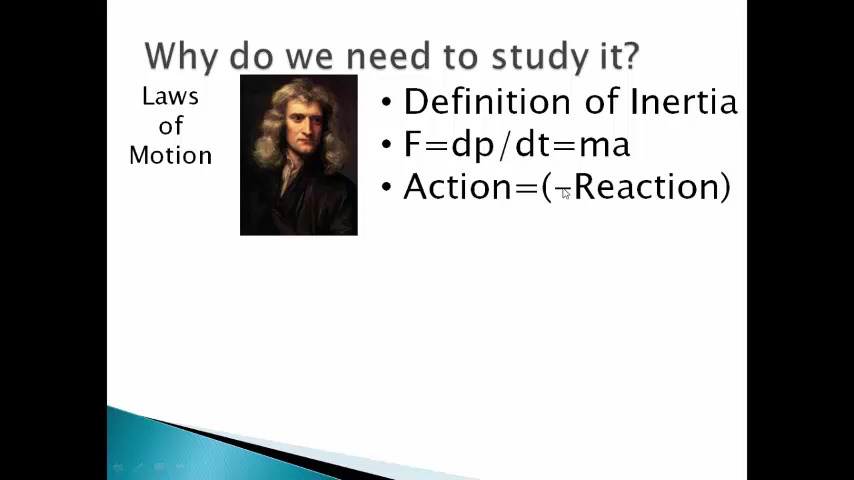 Why do we need to study it?
Laws
of
Motion
• Definition of Inertia
• F=dp/dt=ma
• Action=(-Reaction)